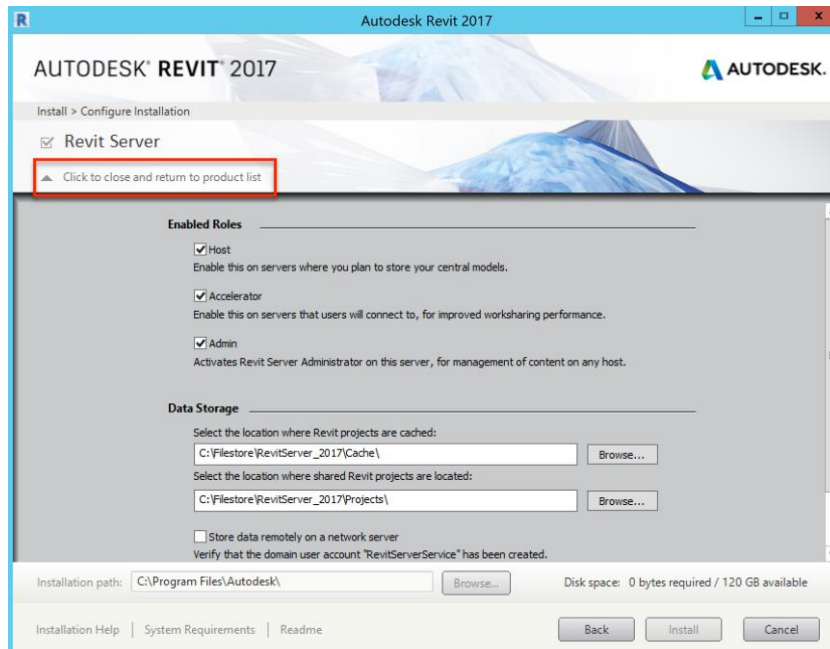 Autodesk Revit 2017
AUTODESK® REVIT® 2017
AUTODESK.
Install > Configure Installation
Revit Server
Click to close and return to product list
Enabled Roles
Host
Enable this on servers where you plan to store your central models.
Accelerator
Enable this on servers that users will connect to, for improved worksharing performance.
Admin
Activates Revit Server Administrator on this server, for management of content on any host.
Data Storage
Select the location where Revit projects are cached:
C:\Filestore\RevitServer_2017\Cache\ Browse...
Select the location where shared Revit projects are located:
C:\Filestore\RevitServer_2017\Projects\ Browse...
Store data remotely on a network server
Verify that the domain user account "RevitServerService" has been created.
Installation path: C:\Program Files\Autodesk\ Browse... Disk space: 0 bytes required / 120 GB available
Installation Help | System Requirements | Readme Back Install Cancel